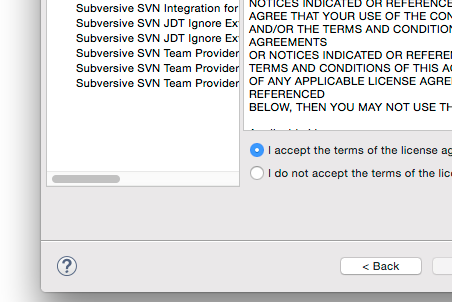 Subversive SVN Integration for
Subversive SVN JDT Ignore Ex
Subversive SVN JDT Ignore Ex
Subversive SVN Team Provider
Subversive SVN Team Provider
Subversive SVN Team Provider
NOTICES INDICATED OR REFERENCE
AGREE THAT YOUR USE OF THE CON
AND/OR THE TERMS AND CONDITION
AGREEMENTS
OR NOTICES INDICATED OR REFERE
TERMS AND CONDITIONS OF THIS A
OF ANY APPLICABLE LICENSE AGRE
REFERENCED
BELOW, THEN YOU MAY NOT USE TH
I accept the terms of the license ag
I do not accept the terms of the lic
?
< Back